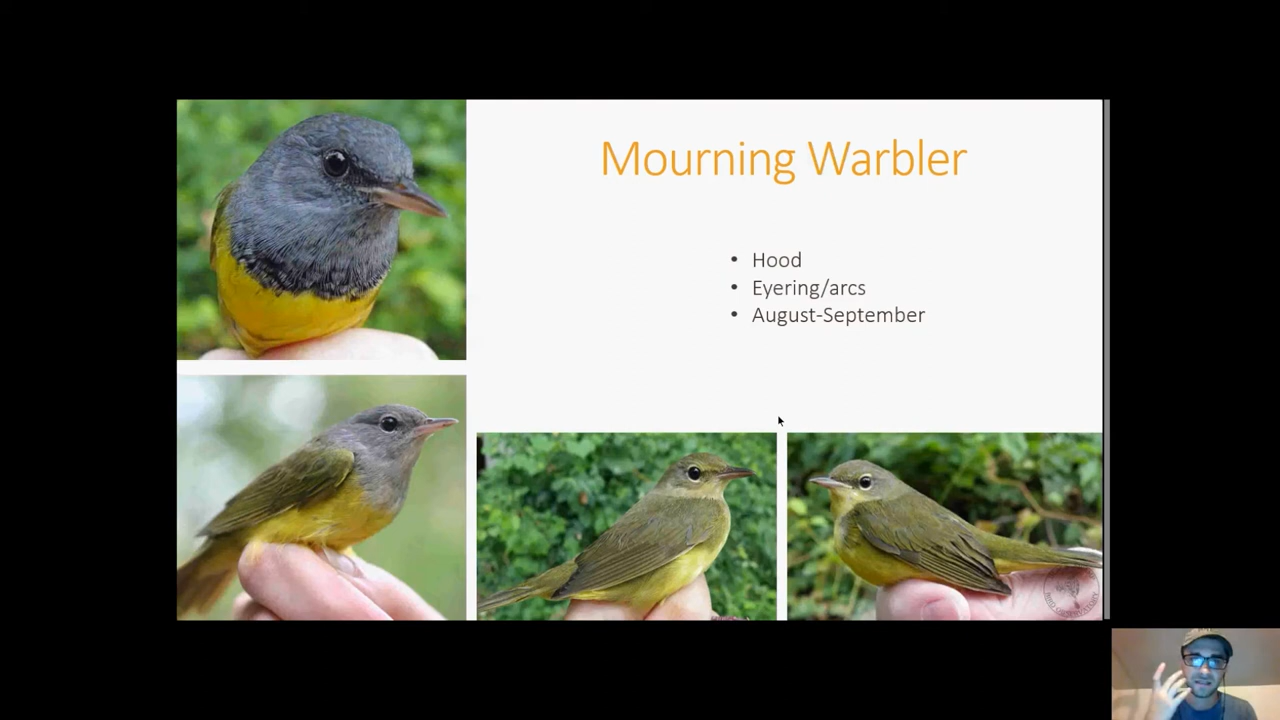 Mourning Warbler
• Hood
• Eyering/arcs
• August-September